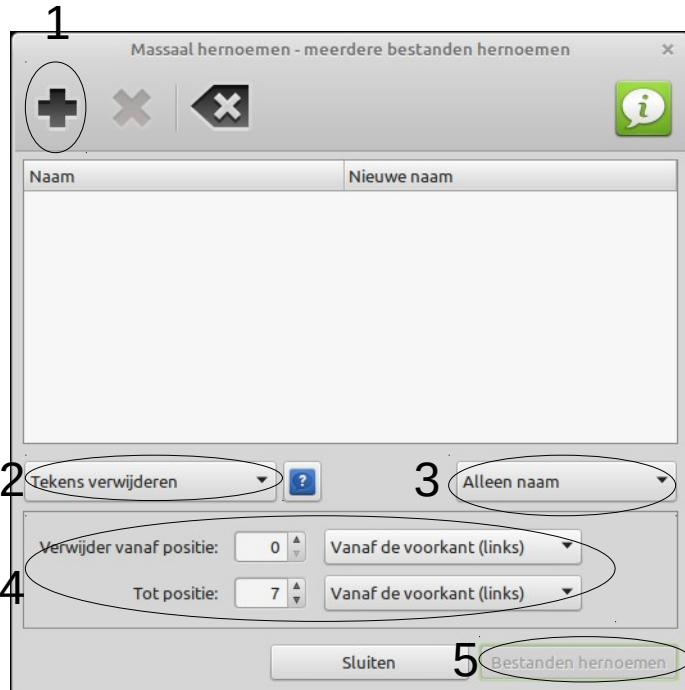 1
Massaal hernoemen - meerdere bestanden hernoemen
Naam Nieuwe naam
2 Tekens verwijderen ? 3 Alleen naam
Verwijder vanaf positie: 0 Vanaf de voorkant (links)
4 Tot positie: 7 Vanaf de voorkant (links)
Sluiten 5 Bestanden hernoemen